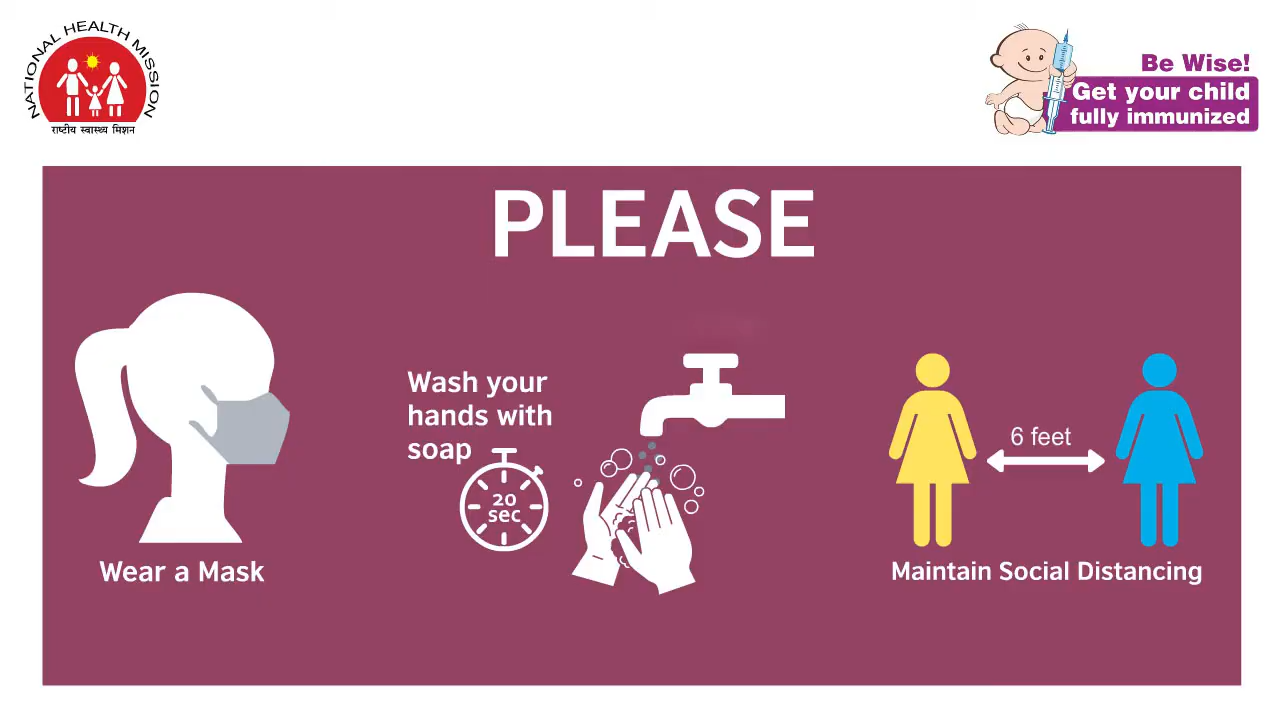 NATIONAL HEALTH MISSION
राष्ट्रीय स्वास्थ्य मिशन
Be Wise!
Get your child
fully immunized
PLEASE
Wear a Mask
Wash your
hands with
soap
20
sec
6 feet
Maintain Social Distancing